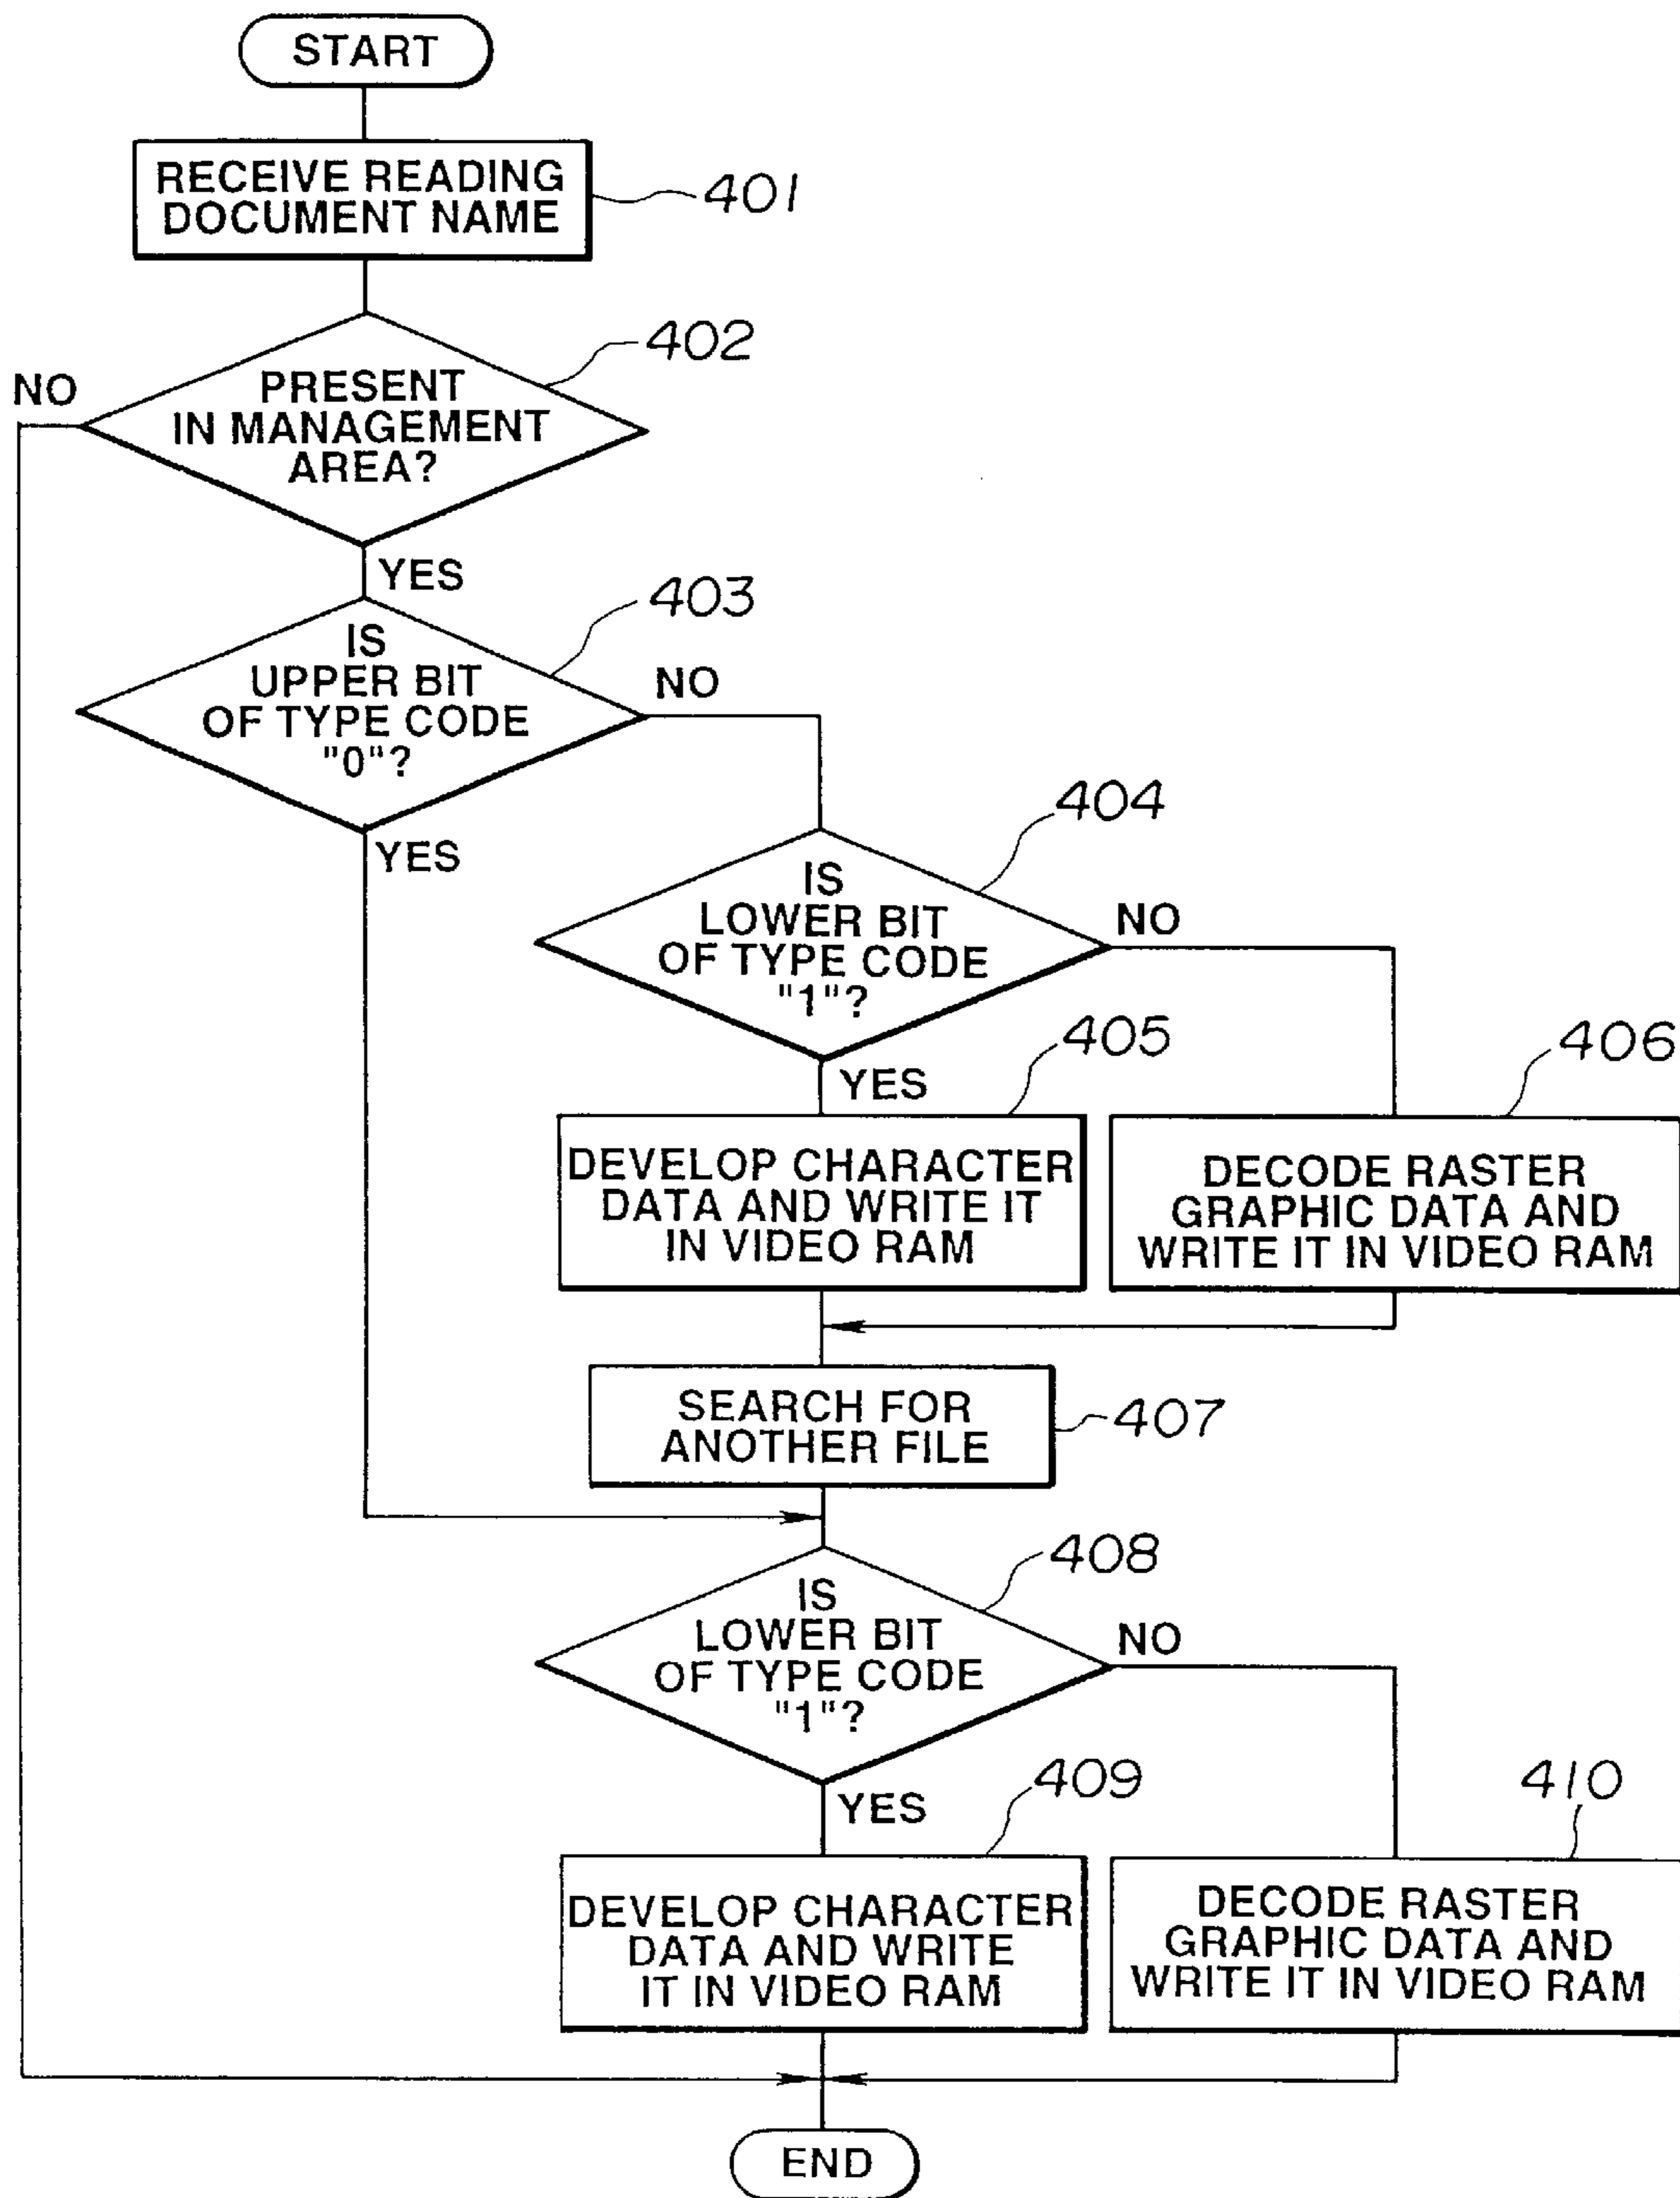 START
RECEIVE READING
DOCUMENT NAME
401
402
NO
PRESENT
IN MANAGEMENT
AREA?
YES
403
IS
UPPER BIT
OF TYPE CODE
"0"?
NO
YES
404
IS
LOWER BIT
OF TYPE CODE
"1"?
NO
YES
405
406
DEVELOP CHARACTER
DATA AND WRITE IT
IN VIDEO RAM
DECODE RASTER
GRAPHIC DATA AND
WRITE IT IN VIDEO RAM
SEARCH FOR
ANOTHER FILE
407
408
IS
LOWER BIT
OF TYPE CODE
"1"?
NO
YES
409
410
DEVELOP CHARACTER
DATA AND WRITE
IT IN VIDEO RAM
DECODE RASTER
GRAPHIC DATA AND
WRITE IT IN VIDEO RAM
END